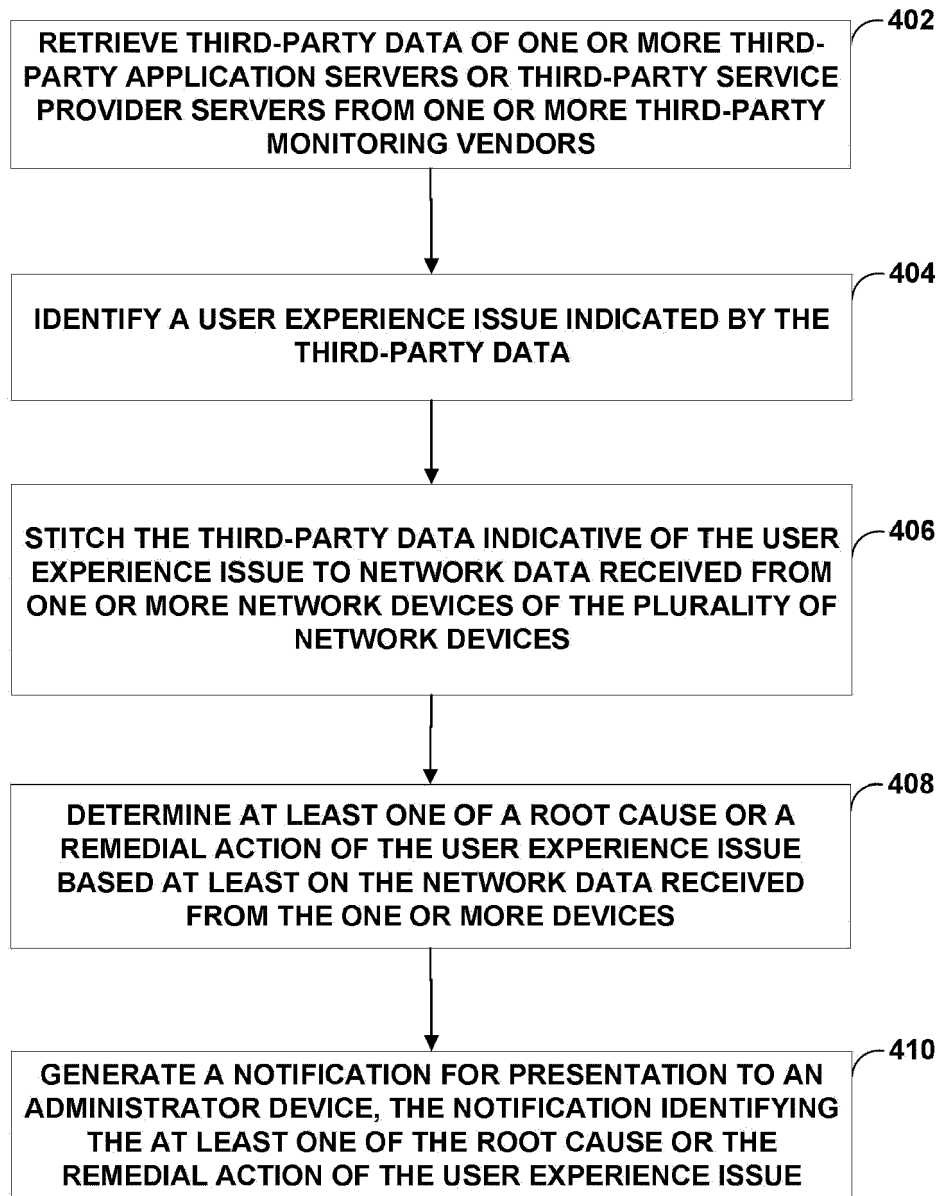 402
RETRIEVE THIRD-PARTY DATA OF ONE OR MORE THIRD-
PARTY APPLICATION SERVERS OR THIRD-PARTY SERVICE
PROVIDER SERVERS FROM ONE OR MORE THIRD-PARTY
MONITORING VENDORS
404
IDENTIFY A USER EXPERIENCE ISSUE INDICATED BY THE
THIRD-PARTY DATA
406
STITCH THE THIRD-PARTY DATA INDICATIVE OF THE USER
EXPERIENCE ISSUE TO NETWORK DATA RECEIVED FROM
ONE OR MORE NETWORK DEVICES OF THE PLURALITY OF
NETWORK DEVICES
408
DETERMINE AT LEAST ONE OF A ROOT CAUSE OR A
REMEDIAL ACTION OF THE USER EXPERIENCE ISSUE
BASED AT LEAST ON THE NETWORK DATA RECEIVED
FROM THE ONE OR MORE DEVICES
410
GENERATE A NOTIFICATION FOR PRESENTATION TO AN
ADMINISTRATOR DEVICE, THE NOTIFICATION IDENTIFYING
THE AT LEAST ONE OF THE ROOT CAUSE OR THE
REMEDIAL ACTION OF THE USER EXPERIENCE ISSUE